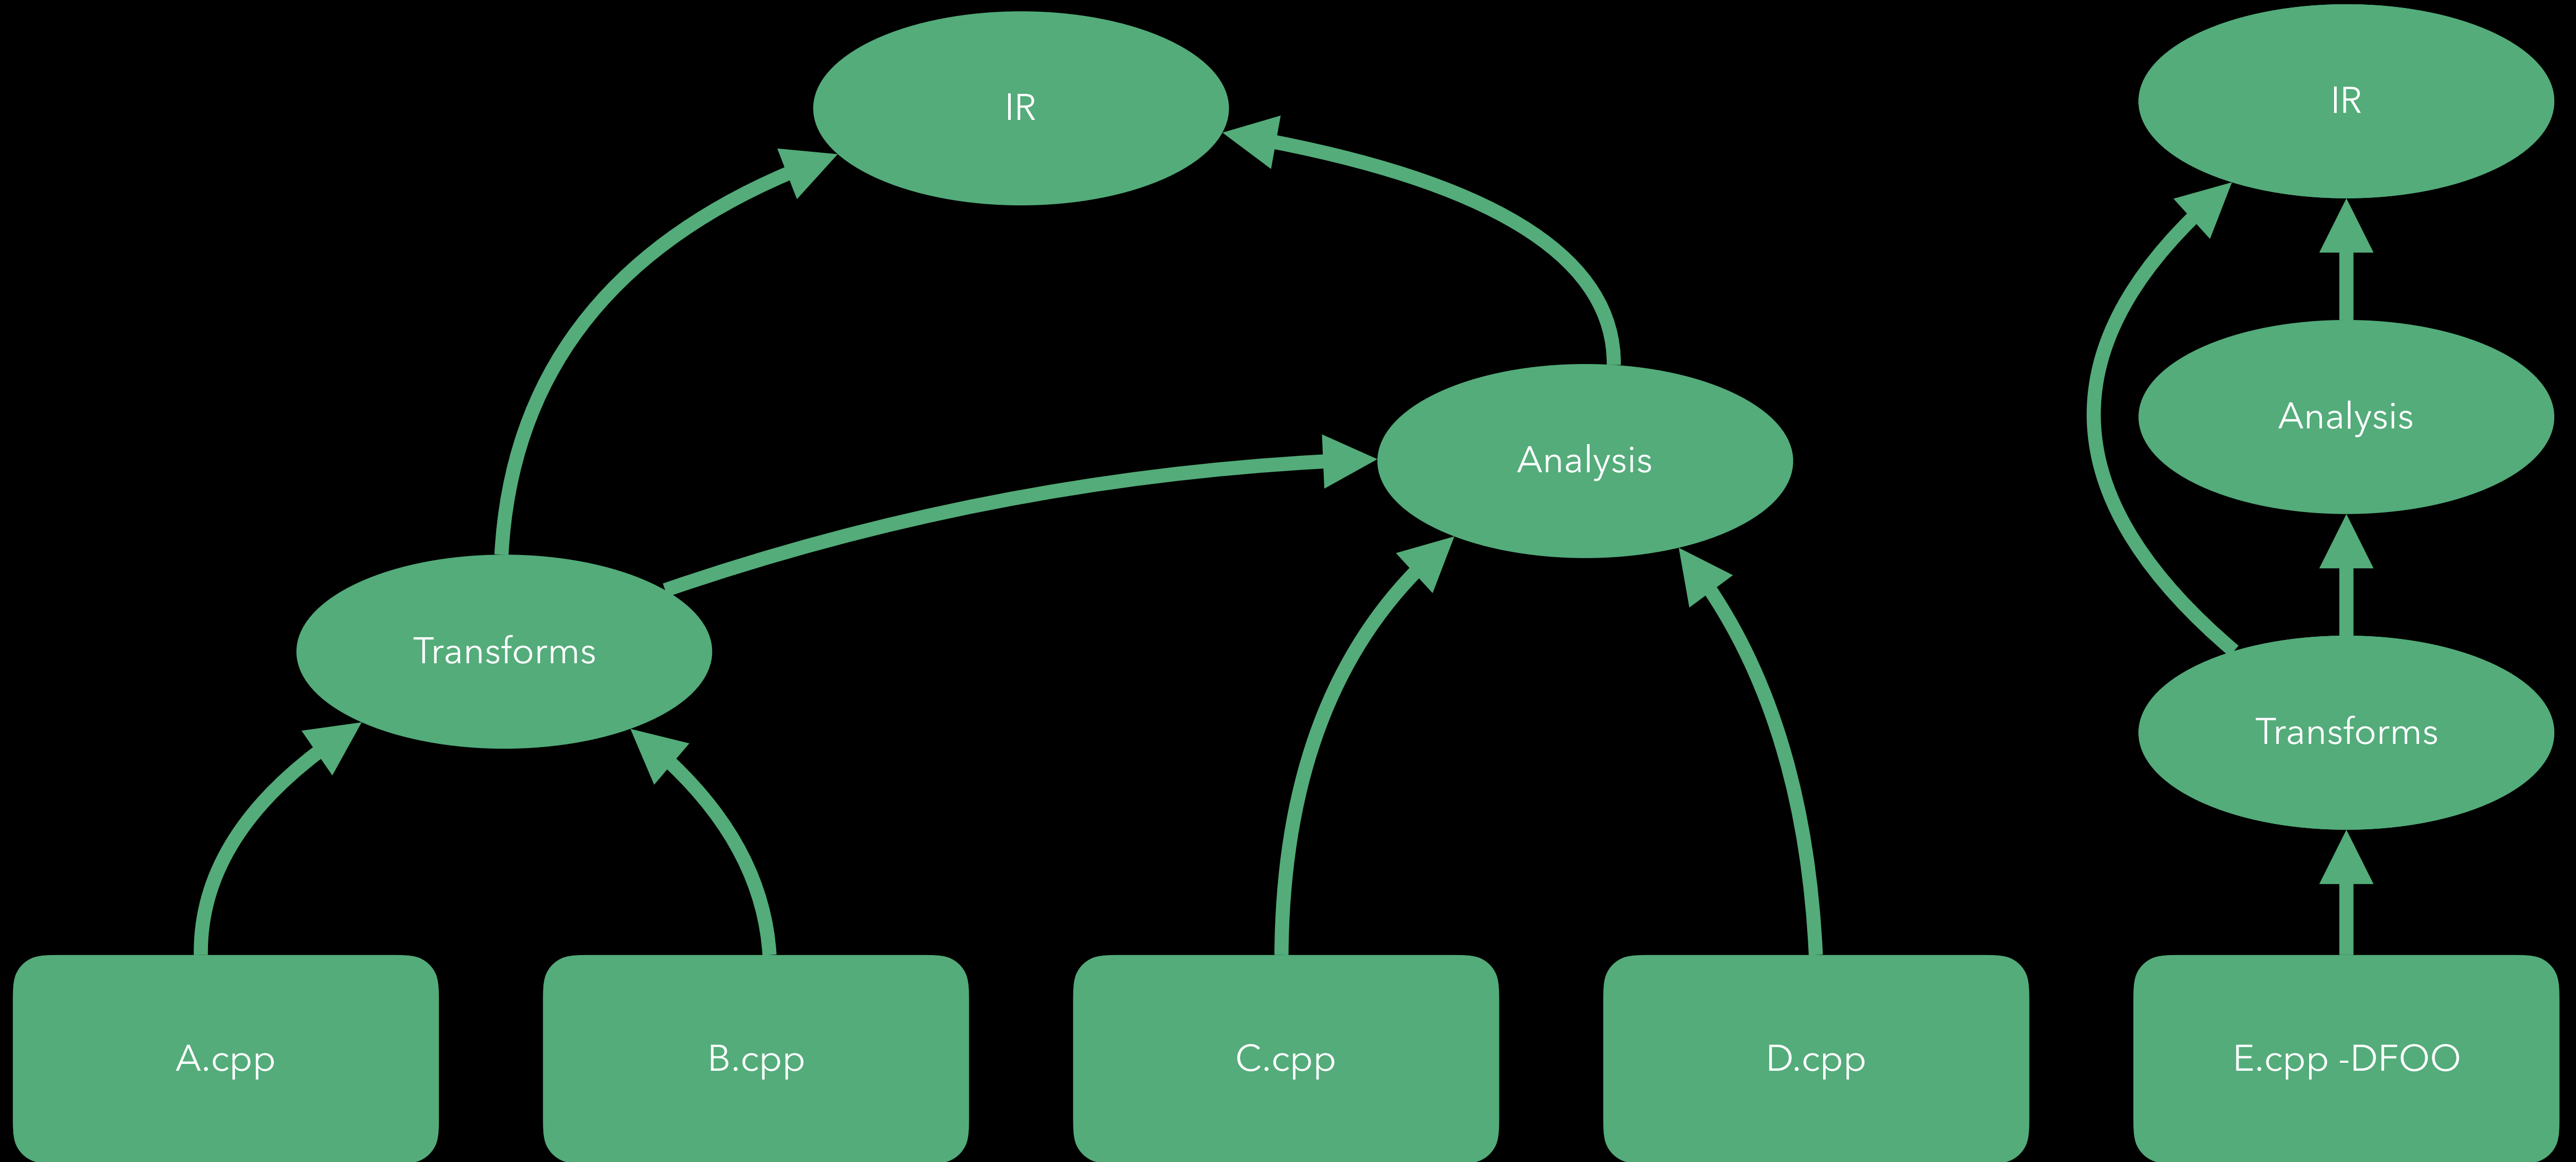 IR
IR
Analysis
Analysis
Transforms
Transforms
A.cpp
B.cpp
C.cpp
D.cpp
E.cpp -DFOO